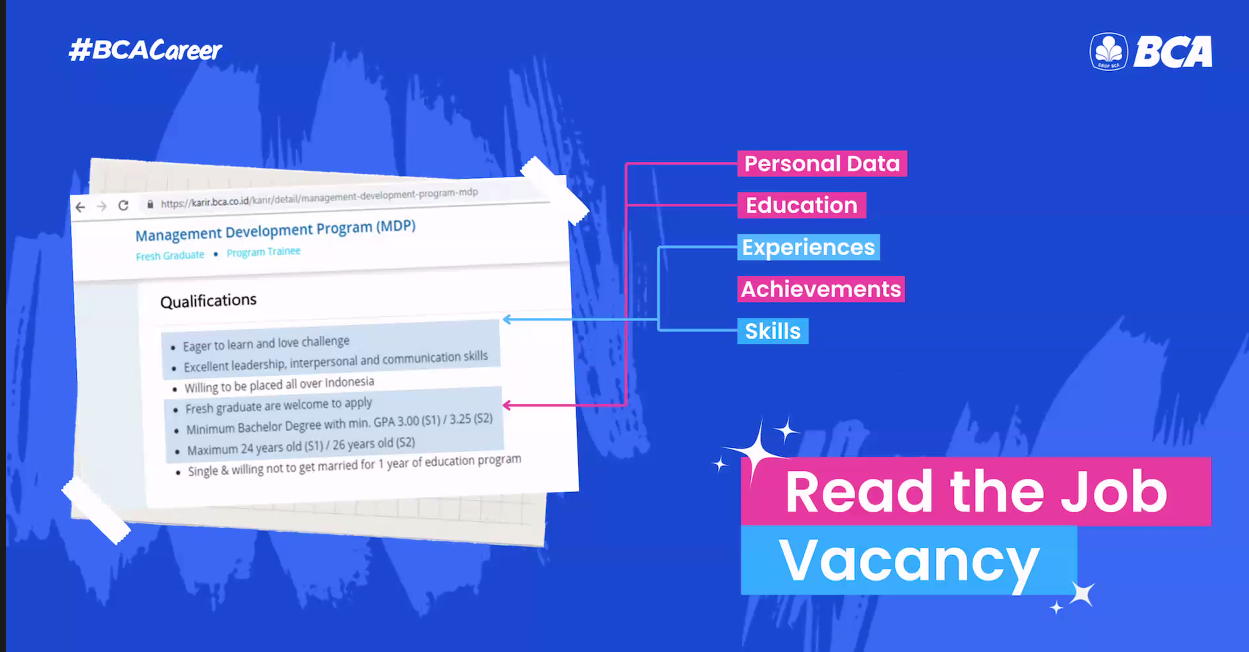 #BCACareer
BCA
https://karir.bca.co.id/karir/detail/management-development-program-mdp
Management Development Program (MDP)
Fresh Graduate • Program Trainee
Qualifications
• Eager to learn and love challenge
• Excellent leadership, interpersonal and communication skills
• Willing to be placed all over Indonesia
• Fresh graduate are welcome to apply
• Minimum Bachelor Degree with min. GPA 3.00 (S1) / 3.25 (S2)
• Maximum 24 years old (S1) / 26 years old (S2)
• Single & willing not to get married for 1 year of education program
Personal Data
Education
Experiences
Achievements
Skills
Read the Job
Vacancy